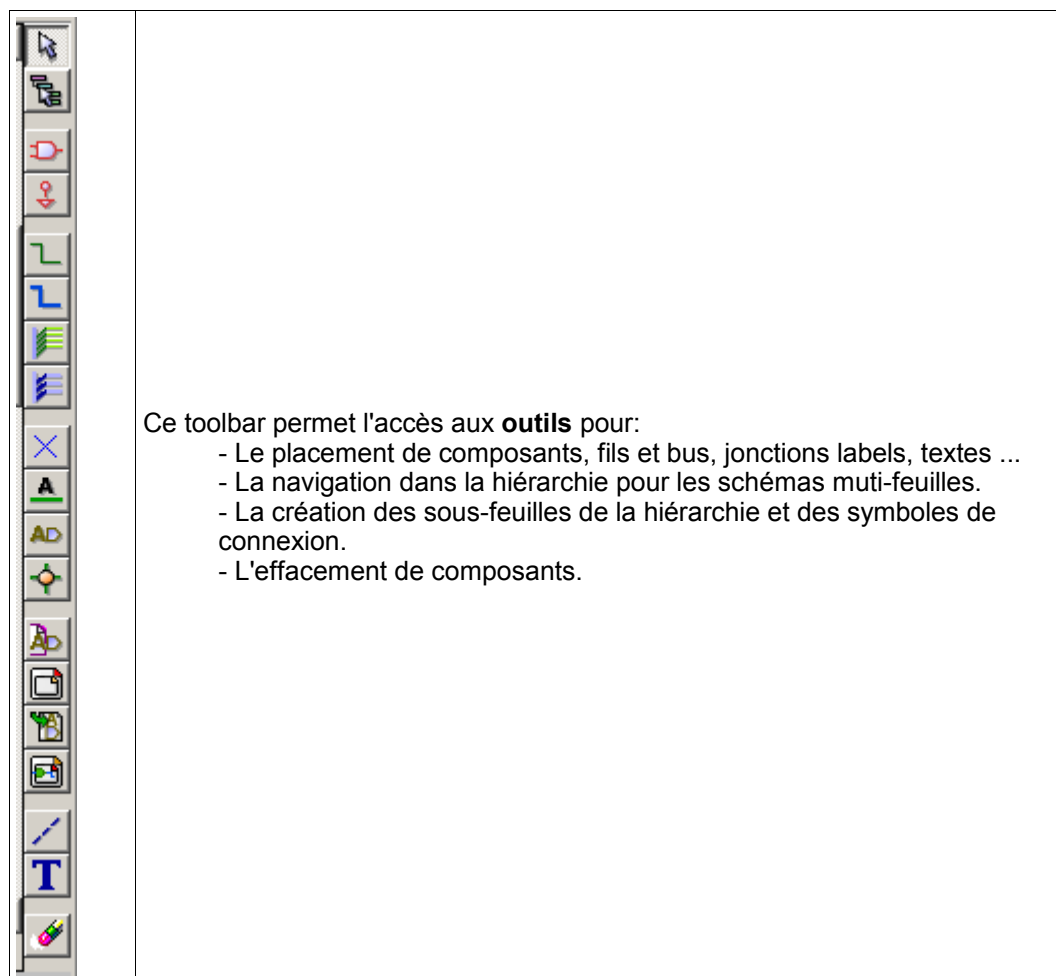 Ce toolbar permet l'accès aux outils pour:
- Le placement de composants, fils et bus, jonctions labels, textes ...
- La navigation dans la hiérarchie pour les schémas muti-feuilles.
- La création des sous-feuilles de la hiérarchie et des symboles de
connexion.
- L'effacement de composants.
A
A
A
T